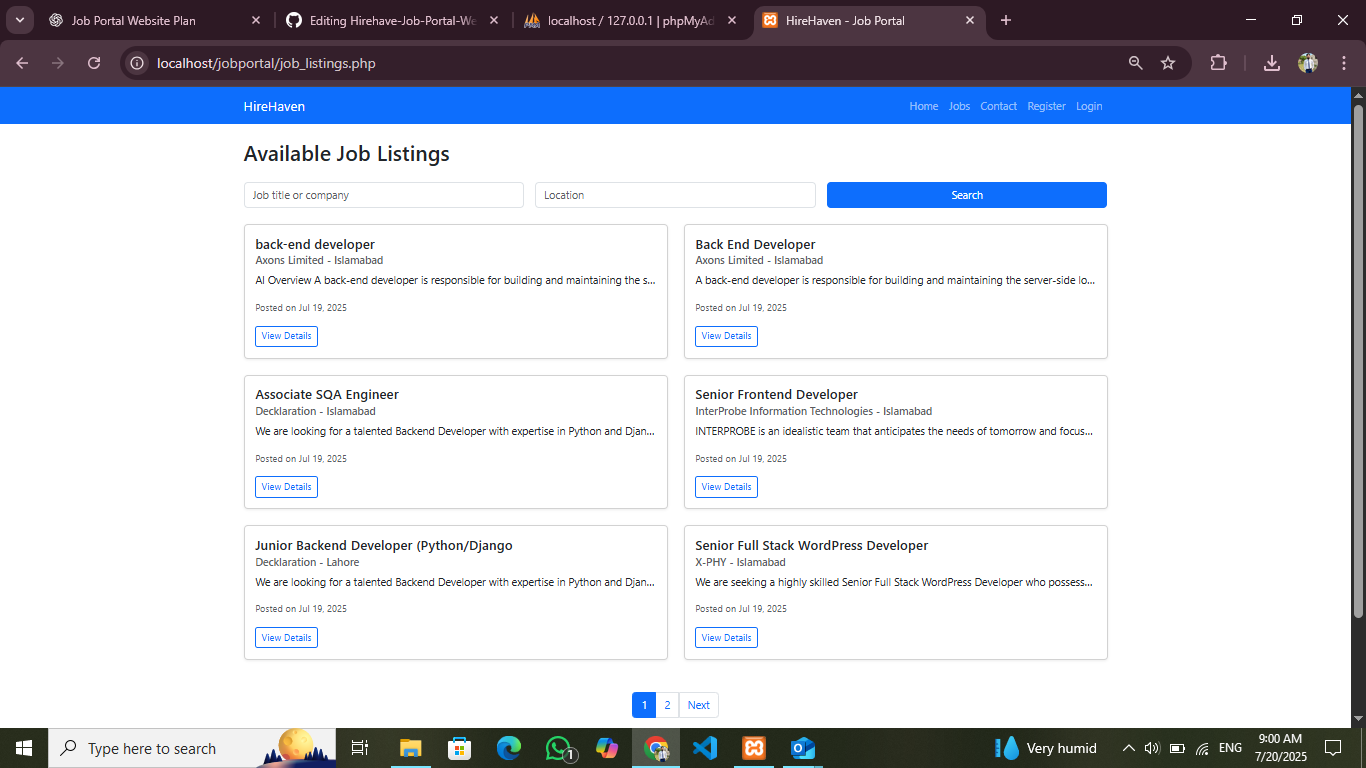 Job Portal Website Plan
Editing Hirehave-Job-Portal-We
localhost / 127.0.0.1 | phpMyAd
HireHaven - Job Portal
localhost/jobportal/job_listings.php
HireHaven
Home
Jobs
Contact
Register
Login
Available Job Listings
Job title or company
Location
Search
back-end developer
Axons Limited - Islamabad
AI Overview A back-end developer is responsible for building and maintaining the s...
Posted on Jul 19, 2025
View Details
Back End Developer
Axons Limited - Islamabad
A back-end developer is responsible for building and maintaining the server-side lo...
Posted on Jul 19, 2025
View Details
Associate SQA Engineer
Decklaration - Islamabad
We are looking for a talented Backend Developer with expertise in Python and Djan...
Posted on Jul 19, 2025
View Details
Senior Frontend Developer
InterProbe Information Technologies - Islamabad
INTERPROBE is an idealistic team that anticipates the needs of tomorrow and focus...
Posted on Jul 19, 2025
View Details
Junior Backend Developer (Python/Django
Decklaration - Lahore
We are looking for a talented Backend Developer with expertise in Python and Djan...
Posted on Jul 19, 2025
View Details
Senior Full Stack WordPress Developer
X-PHY - Islamabad
We are seeking a highly skilled Senior Full Stack WordPress Developer who possess...
Posted on Jul 19, 2025
View Details
1
2
Next
Type here to search
1
Very humid
ENG
9:00 AM
7/20/2025